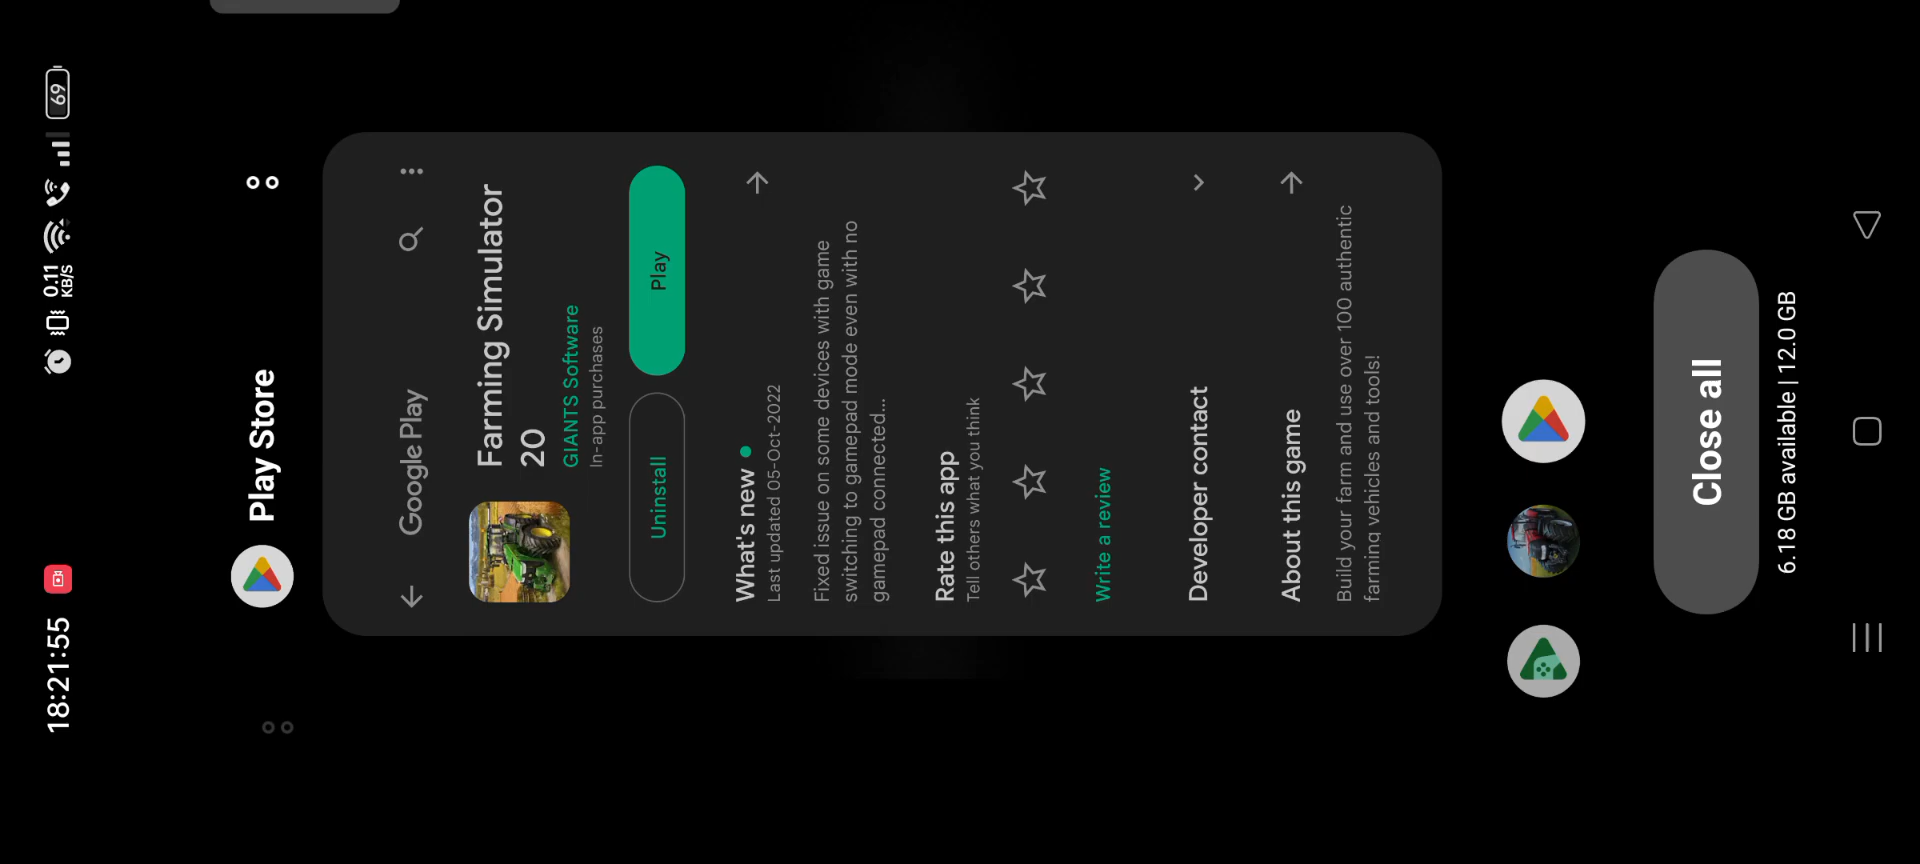 18:21:55
0.11
KB/S
69
Play Store
Google Play
Farming Simulator
20
GIANTS Software
In-app purchases
Uninstall
Play
What's new
Last updated 05-Oct-2022
Fixed issue on some devices with game
switching to gamepad mode even with no
gamepad connected...
Rate this app
Tell others what you think
Write a review
Developer contact
About this game
Build your farm and use over 100 authentic
farming vehicles and tools!
Close all
6.18 GB available | 12.0 GB